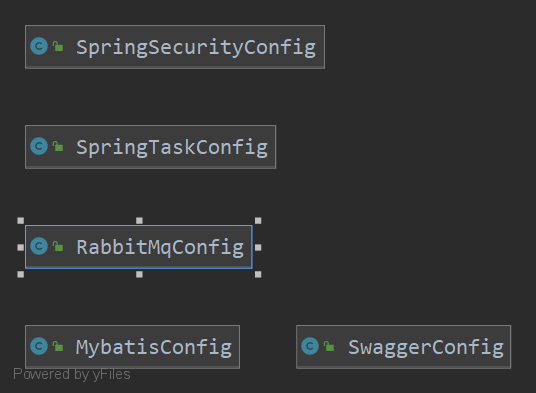 SpringSecurityConfig
SpringTaskConfig
RabbitMqConfig
MybatisConfig
SwaggerConfig
Powered by yFiles